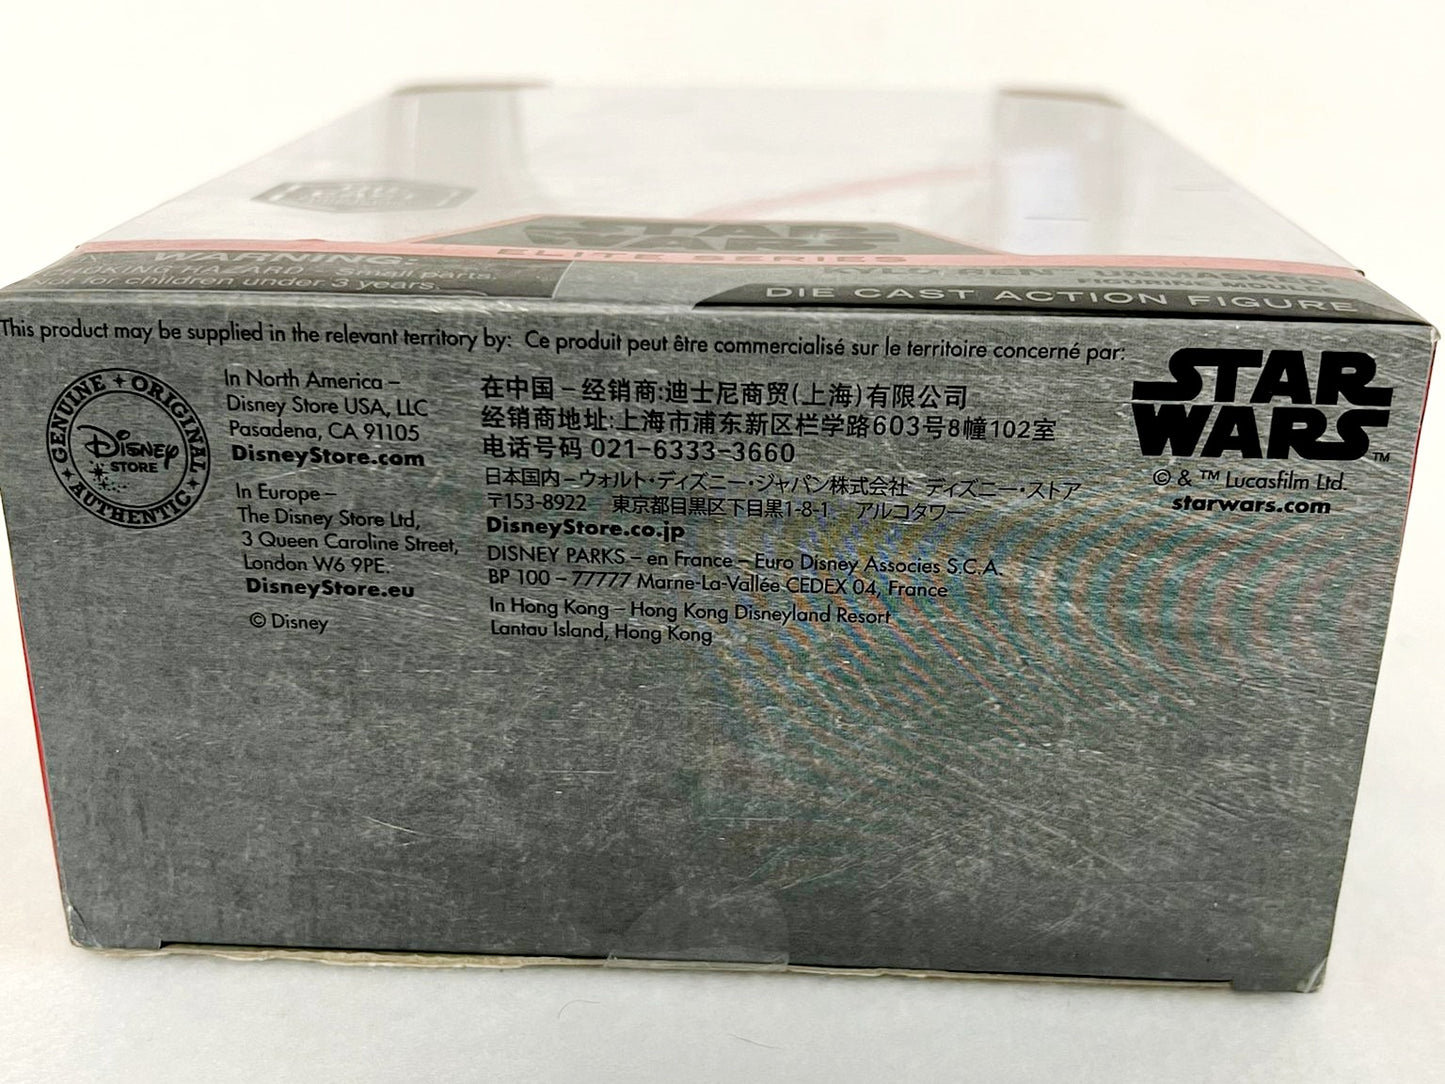 STAR
WARS
ELITE SERIES
WARNING:
CHOKING HAZARD - Small parts.
Not for children under 3 years.
KYLO REN™ UNMASKED
FIGURINE MOULÉE
DIE CAST ACTION FIGURE
This product may be supplied in the relevant territory by: Ce produit peut être commercialisé sur le territoire concerné par:
GENUINE ORIGINAL
Disney
STORE
AUTHENTIC
In North America –
Disney Store USA, LLC
Pasadena, CA 91105
DisneyStore.com
In Europe –
The Disney Store Ltd,
3 Queen Caroline Street,
London W6 9PE.
DisneyStore.eu
© Disney
在中国 – 经销商:迪士尼商贸(上海)有限公司
经销商地址:上海市浦东新区栏学路603号8幢102室
电话号码 021-6333-3660
日本国内 – ウォルト・ディズニー・ジャパン株式会社 ディズニー・ストア
〒153-8922 東京都目黒区下目黒1-8-1 アルコタワー
DisneyStore.co.jp
DISNEY PARKS – en France – Euro Disney Associes S.C.A.
BP 100 – 77777 Marne-La-Vallée CEDEX 04, France
In Hong Kong – Hong Kong Disneyland Resort
Lantau Island, Hong Kong
STAR
WARS™
© & ™ Lucasfilm Ltd.
starwars.com